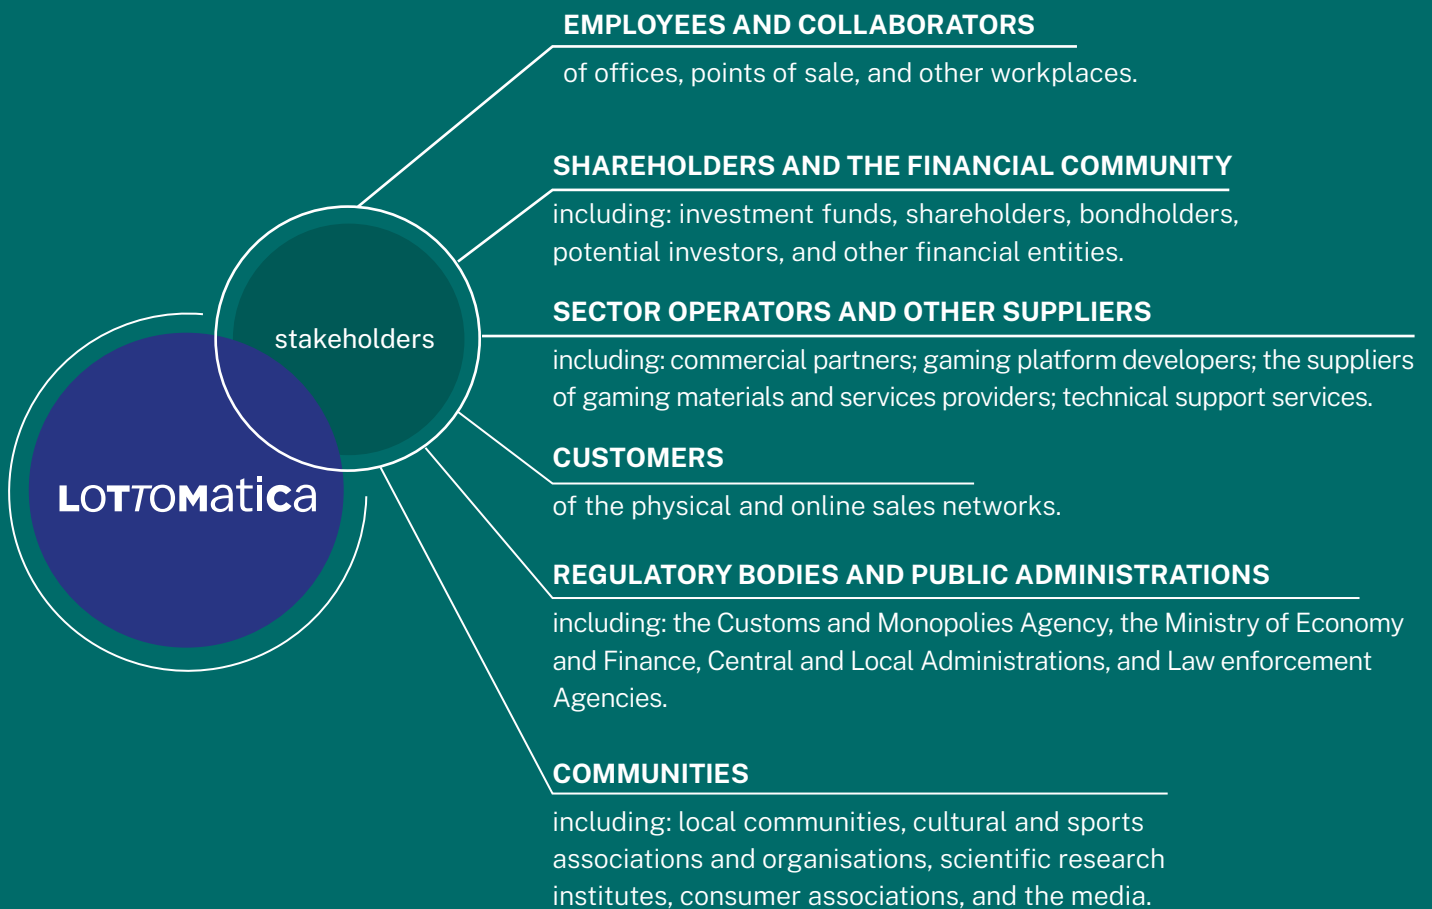 EMPLOYEES AND COLLABORATORS
of offices, points of sale, and other workplaces.
SHAREHOLDERS AND THE FINANCIAL COMMUNITY
including: investment funds, shareholders, bondholders,
potential investors, and other financial entities.
SECTOR OPERATORS AND OTHER SUPPLIERS
stakeholders
including: commercial partners; gaming platform developers; the suppliers
of gaming materials and services providers; technical support services.
CUSTOMERS
LOTTOMatica
of the physical and online sales networks.
REGULATORY BODIES AND PUBLIC ADMINISTRATIONS
including: the Customs and Monopolies Agency, the Ministry of Economy
and Finance, Central and Local Administrations, and Law enforcement
Agencies.
COMMUNITIES
including: local communities, cultural and sports
associations and organisations, scientific research
institutes, consumer associations, and the media.